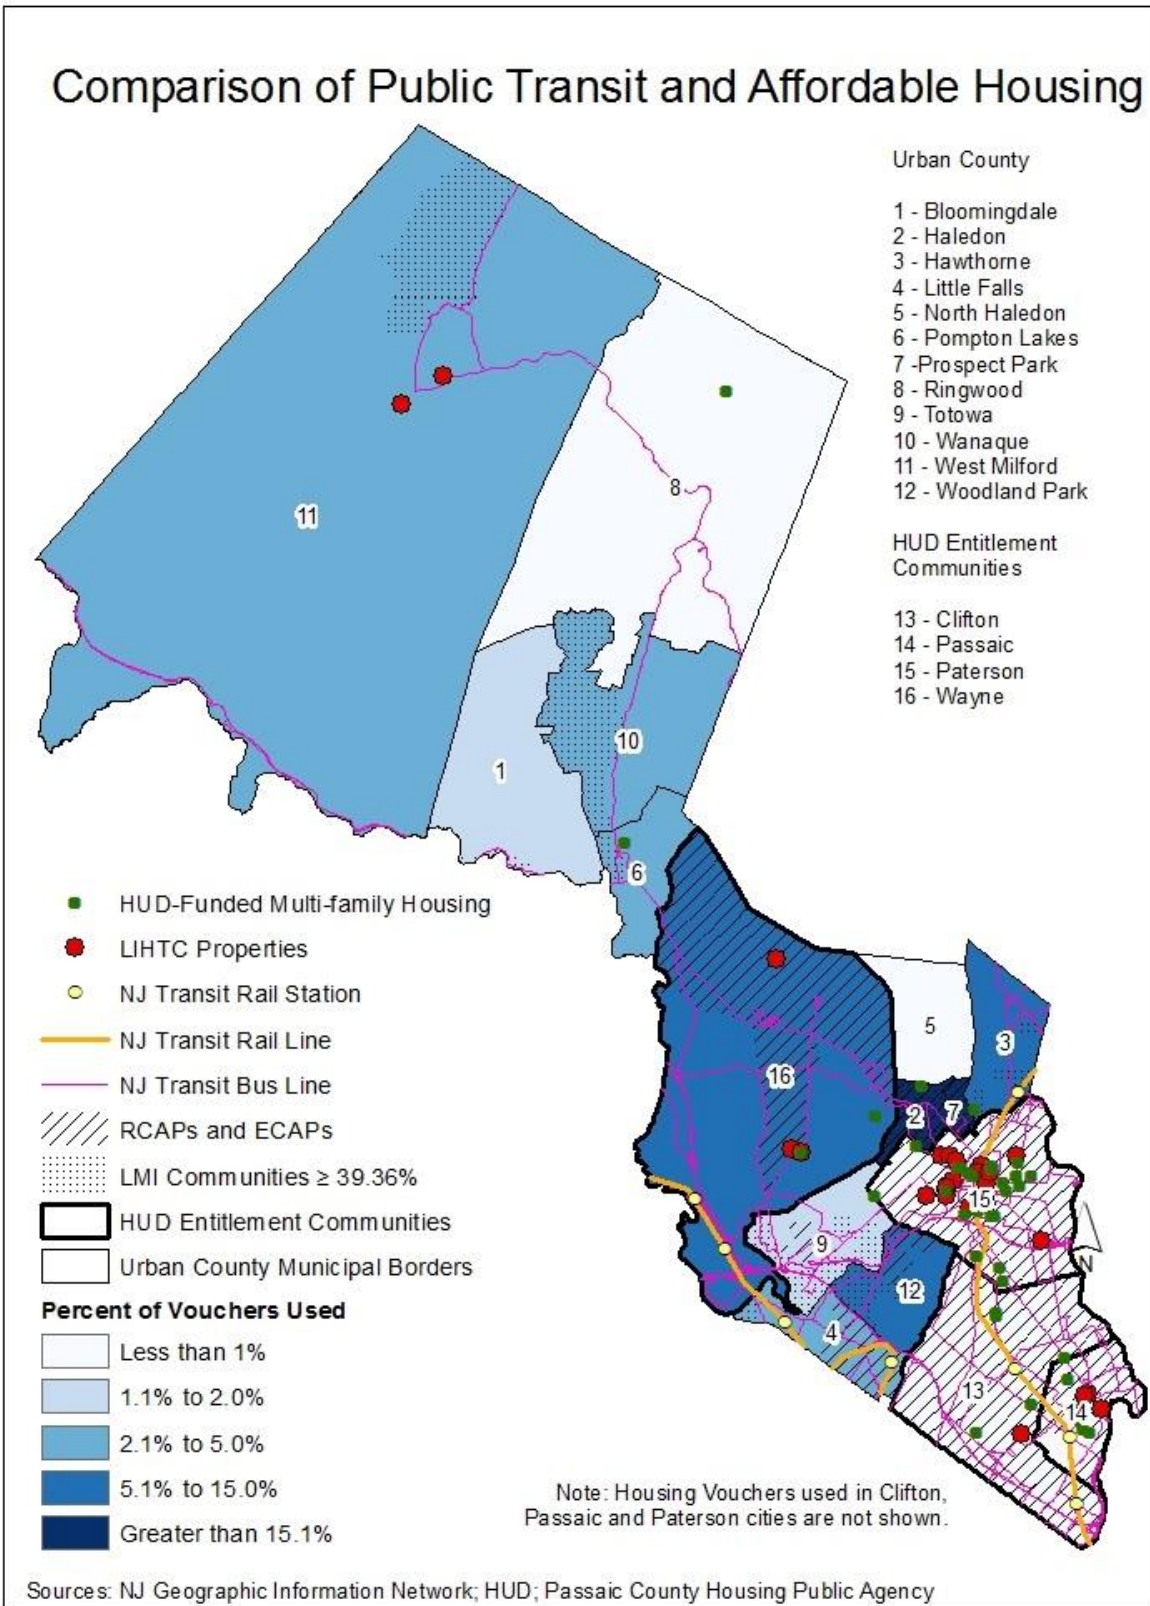 Comparison of Public Transit and Affordable Housing
Urban County
1 - Bloomingdale
2 - Haledon
3 - Hawthorne
4 - Little Falls
5 - North Haledon
6 - Pompton Lakes
7 -Prospect Park
8 - Ringwood
9 - Totowa
10 - Wanaque
11 - West Milford
12 - Woodland Park
HUD Entitlement
Communities
13 - Clifton
14 - Passaic
15 - Paterson
16 - Wayne
8
11
10
1
6
5
3
16
2
7
15
9
12
4
13
14
N
HUD-Funded Multi-family Housing
LIHTC Properties
NJ Transit Rail Station
NJ Transit Rail Line
NJ Transit Bus Line
RCAPs and ECAPs
LMI Communities ≥ 39.36%
HUD Entitlement Communities
Urban County Municipal Borders
Percent of Vouchers Used
Less than 1%
1.1% to 2.0%
2.1% to 5.0%
5.1% to 15.0%
Greater than 15.1%
Note: Housing Vouchers used in Clifton,
Passaic and Paterson cities are not shown.
Sources: NJ Geographic Information Network; HUD; Passaic County Housing Public Agency